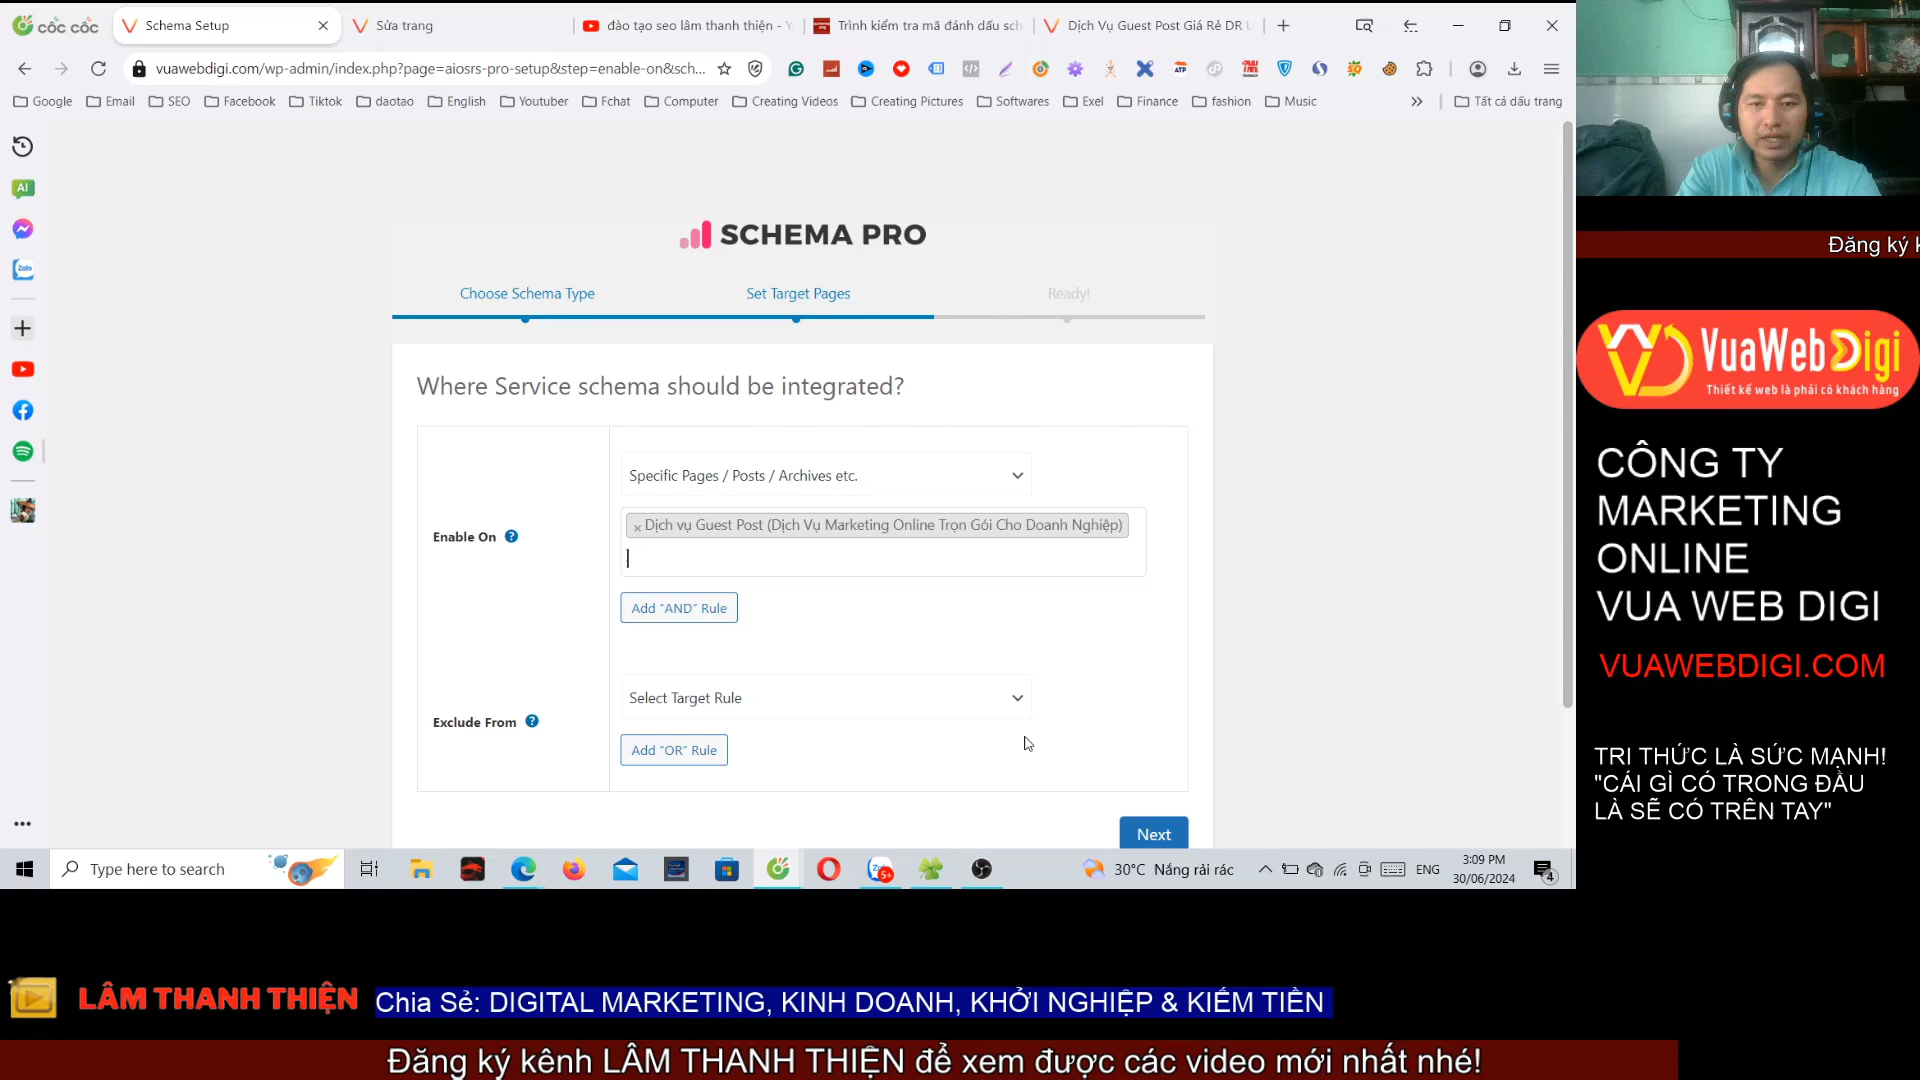 cốc cốc
Schema Setup
Sửa trang
đào tạo seo lâm thanh thiện - Y
Trình kiểm tra mã đánh dấu sch
Dịch Vụ Guest Post Giá Rẻ DR U
vuawebdigi.com/wp-admin/index.php?page=aiosrs-pro-setup&step=enable-on&sch...
Google
Email
SEO
Facebook
Tiktok
daotao
English
Youtuber
Fchat
Computer
Creating Videos
Creating Pictures
Softwares
Exel
Finance
fashion
Music
Tất cả dấu trang
AI
Zalo
SCHEMA PRO
Choose Schema Type
Set Target Pages
Ready!
Where Service schema should be integrated?
Enable On
Specific Pages / Posts / Archives etc.
× Dịch vụ Guest Post (Dịch Vụ Marketing Online Trọn Gói Cho Doanh Nghiệp)
Add “AND” Rule
Exclude From
Select Target Rule
Add “OR” Rule
Next
Type here to search
5+
30°C Nắng rải rác
ENG
3:09 PM
30/06/2024
4
Đăng ký k
VuaWebDigi
Thiết kế web là phải có khách hàng
CÔNG TY
MARKETING
ONLINE
VUA WEB DIGI
VUAWEBDIGI.COM
TRI THỨC LÀ SỨC MẠNH!
"CÁI GÌ CÓ TRONG ĐẦU
LÀ SẼ CÓ TRÊN TAY"
LÂM THANH THIỆN
Chia Sẻ: DIGITAL MARKETING, KINH DOANH, KHỞI NGHIỆP & KIẾM TIỀN
Đăng ký kênh LÂM THANH THIỆN để xem được các video mới nhất nhé!